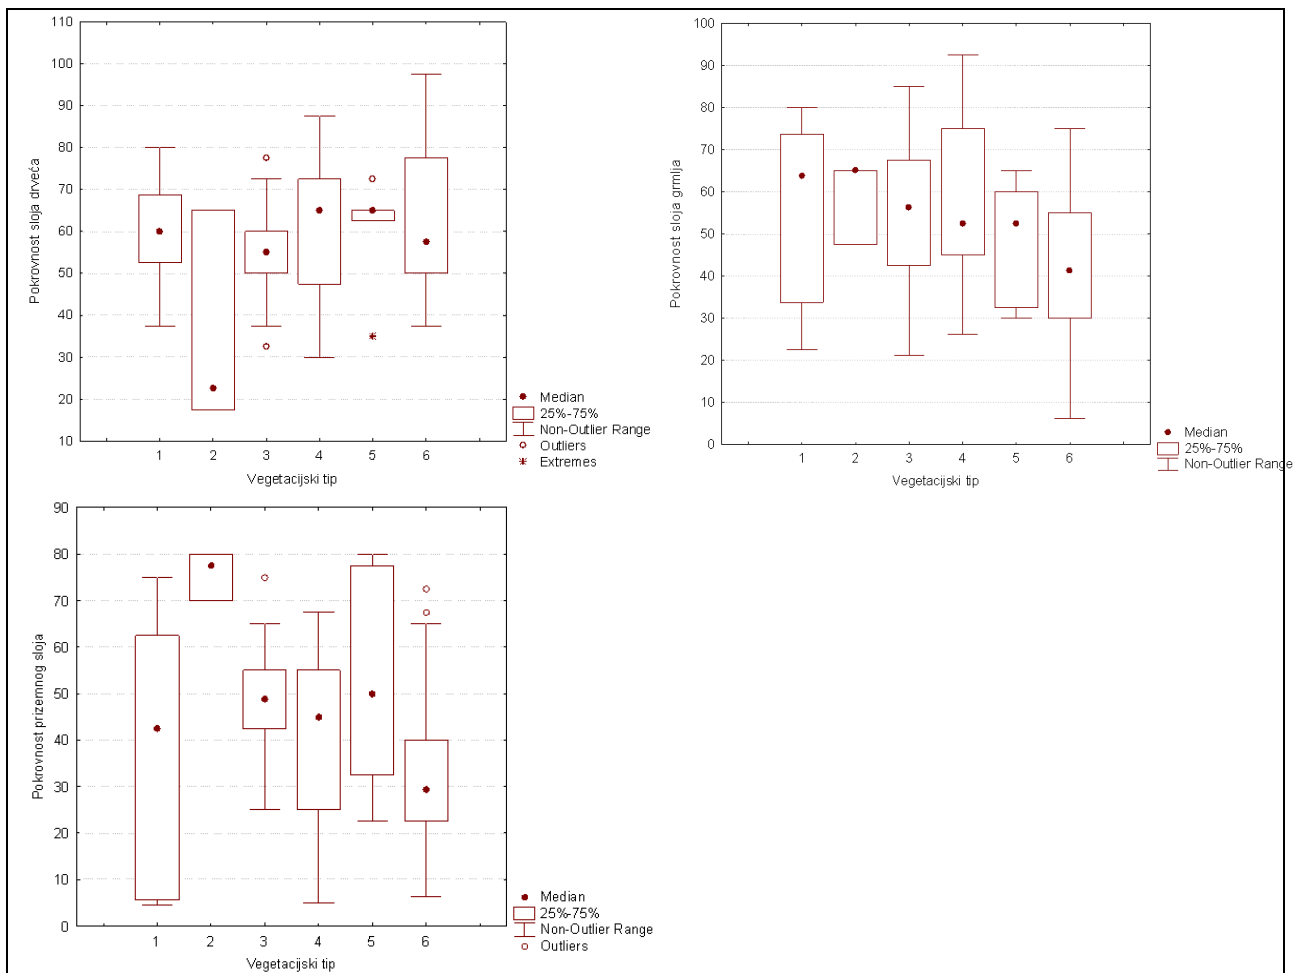 110
100
90
80
70
60
50
40
30
20
10
Pokrovnost sloja drveća
1 2 3 4 5 6
Vegetacijski tip
Median
25%-75%
Non-Outlier Range
Outliers
Extremes
100
90
80
70
60
50
40
30
20
10
0
Pokrovnost sloja grmlja
1 2 3 4 5 6
Vegetacijski tip
Median
25%-75%
Non-Outlier Range
90
80
70
60
50
40
30
20
10
0
Pokrovnost prizemnog sloja
1 2 3 4 5 6
Vegetacijski tip
Median
25%-75%
Non-Outlier Range
Outliers